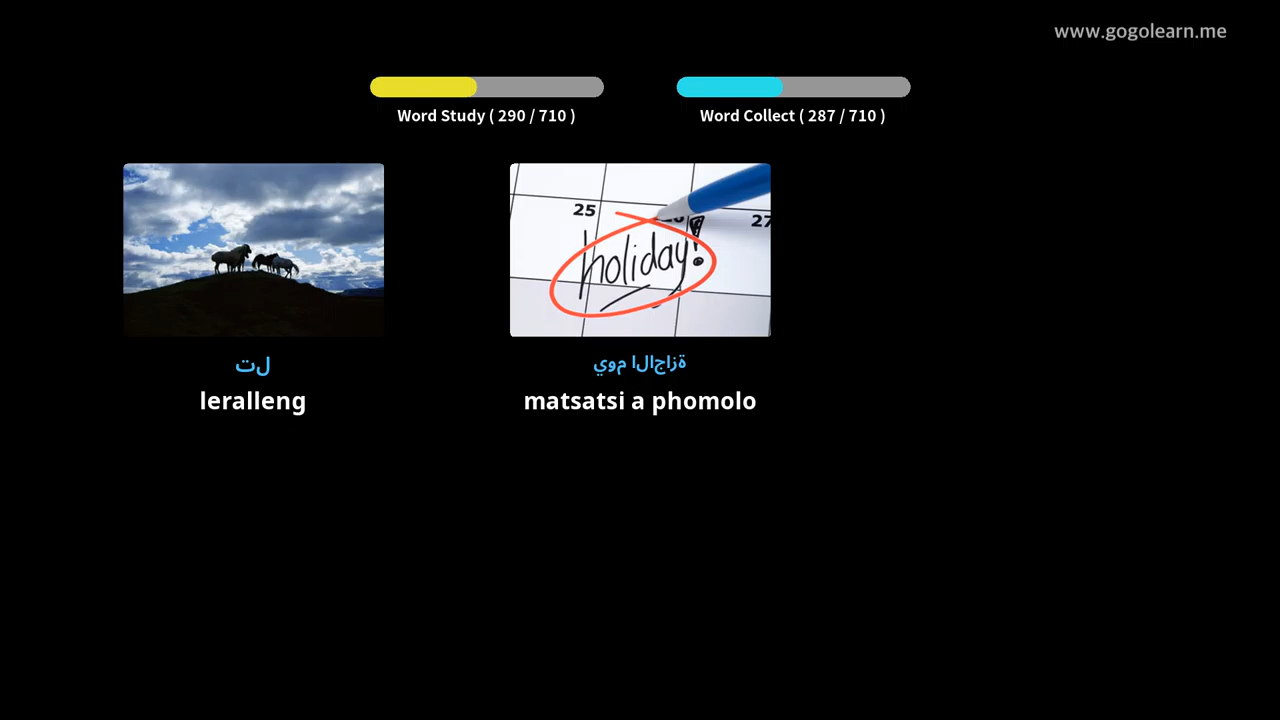 www.gogolearn.me
Word Study ( 290 / 710 )
Word Collect ( 287 / 710 )
25
27
holiday!
تل
يوم الاجازة
leralleng
matsatsi a phomolo